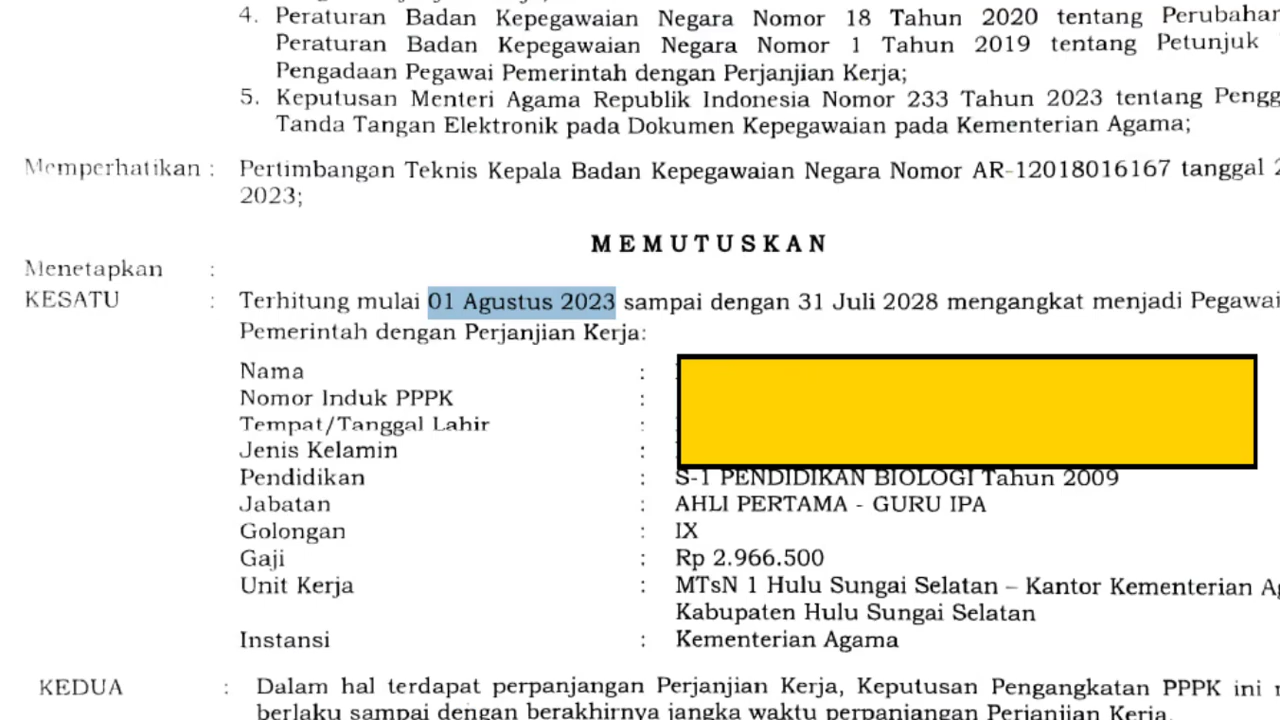 4. Peraturan Badan Kepegawaian Negara Nomor 18 Tahun 2020 tentang Perubahan
Peraturan Badan Kepegawaian Negara Nomor 1 Tahun 2019 tentang Petunjuk
Pengadaan Pegawai Pemerintah dengan Perjanjian Kerja;
5. Keputusan Menteri Agama Republik Indonesia Nomor 233 Tahun 2023 tentang Pengg
Tanda Tangan Elektronik pada Dokumen Kepegawaian pada Kementerian Agama;
Memperhatikan : Pertimbangan Teknis Kepala Badan Kepegawaian Negara Nomor AR-12018016167 tanggal 2
2023;
MEMUTUSKAN
Menetapkan :
KESATU : Terhitung mulai 01 Agustus 2023 sampai dengan 31 Juli 2028 mengangkat menjadi Pegawai
Pemerintah dengan Perjanjian Kerja:
Nama :
Nomor Induk PPPK :
Tempat/Tanggal Lahir :
Jenis Kelamin :
Pendidikan : S-1 PENDIDIKAN BIOLOGI Tahun 2009
Jabatan : AHLI PERTAMA - GURU IPA
Golongan : IX
Gaji : Rp 2.966.500
Unit Kerja : MTsN 1 Hulu Sungai Selatan – Kantor Kementerian Ag
Kabupaten Hulu Sungai Selatan
Instansi : Kementerian Agama
KEDUA : Dalam hal terdapat perpanjangan Perjanjian Kerja, Keputusan Pengangkatan PPPK ini
berlaku sampai dengan berakhirnya jangka waktu perpanjangan Perjanjian Kerja.